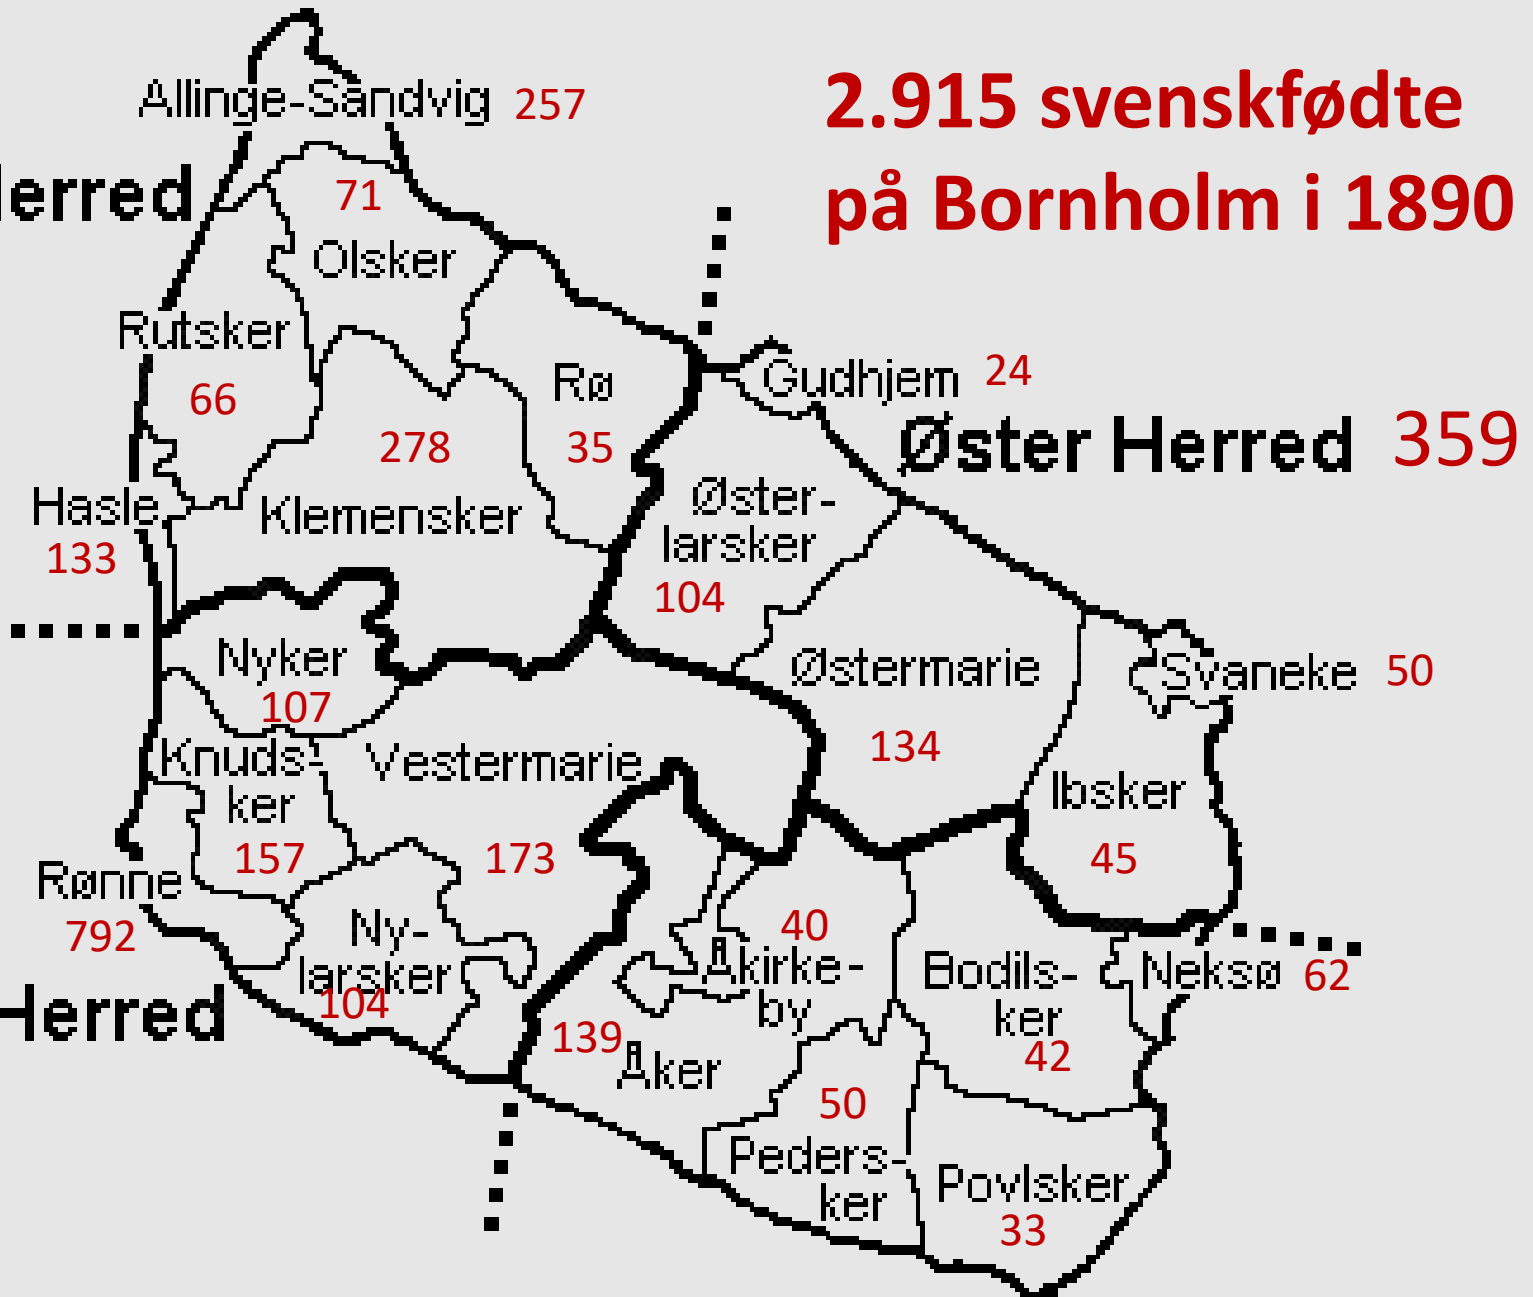 2.915 svenskfødte
på Bornholm i 1890
Allinge-Sandvig 257
Herred
71
Olsker
Rutsker
66
Rø
35
Gudhjem 24
Øster Herred 359
278
Klemensker
Hasle
133
Øster-
larsker
104
Nyker
107
Østermarie
134
Svaneke 50
Knuds-
ker
157
Vestermarie
173
Ibsker
45
Rønne
792
Ny-
larsker
104
Herred
40
Åkirke-
by
139
Åker
Bodils-
ker
42
Neksø 62
50
Peders-
ker
Povlsker
33